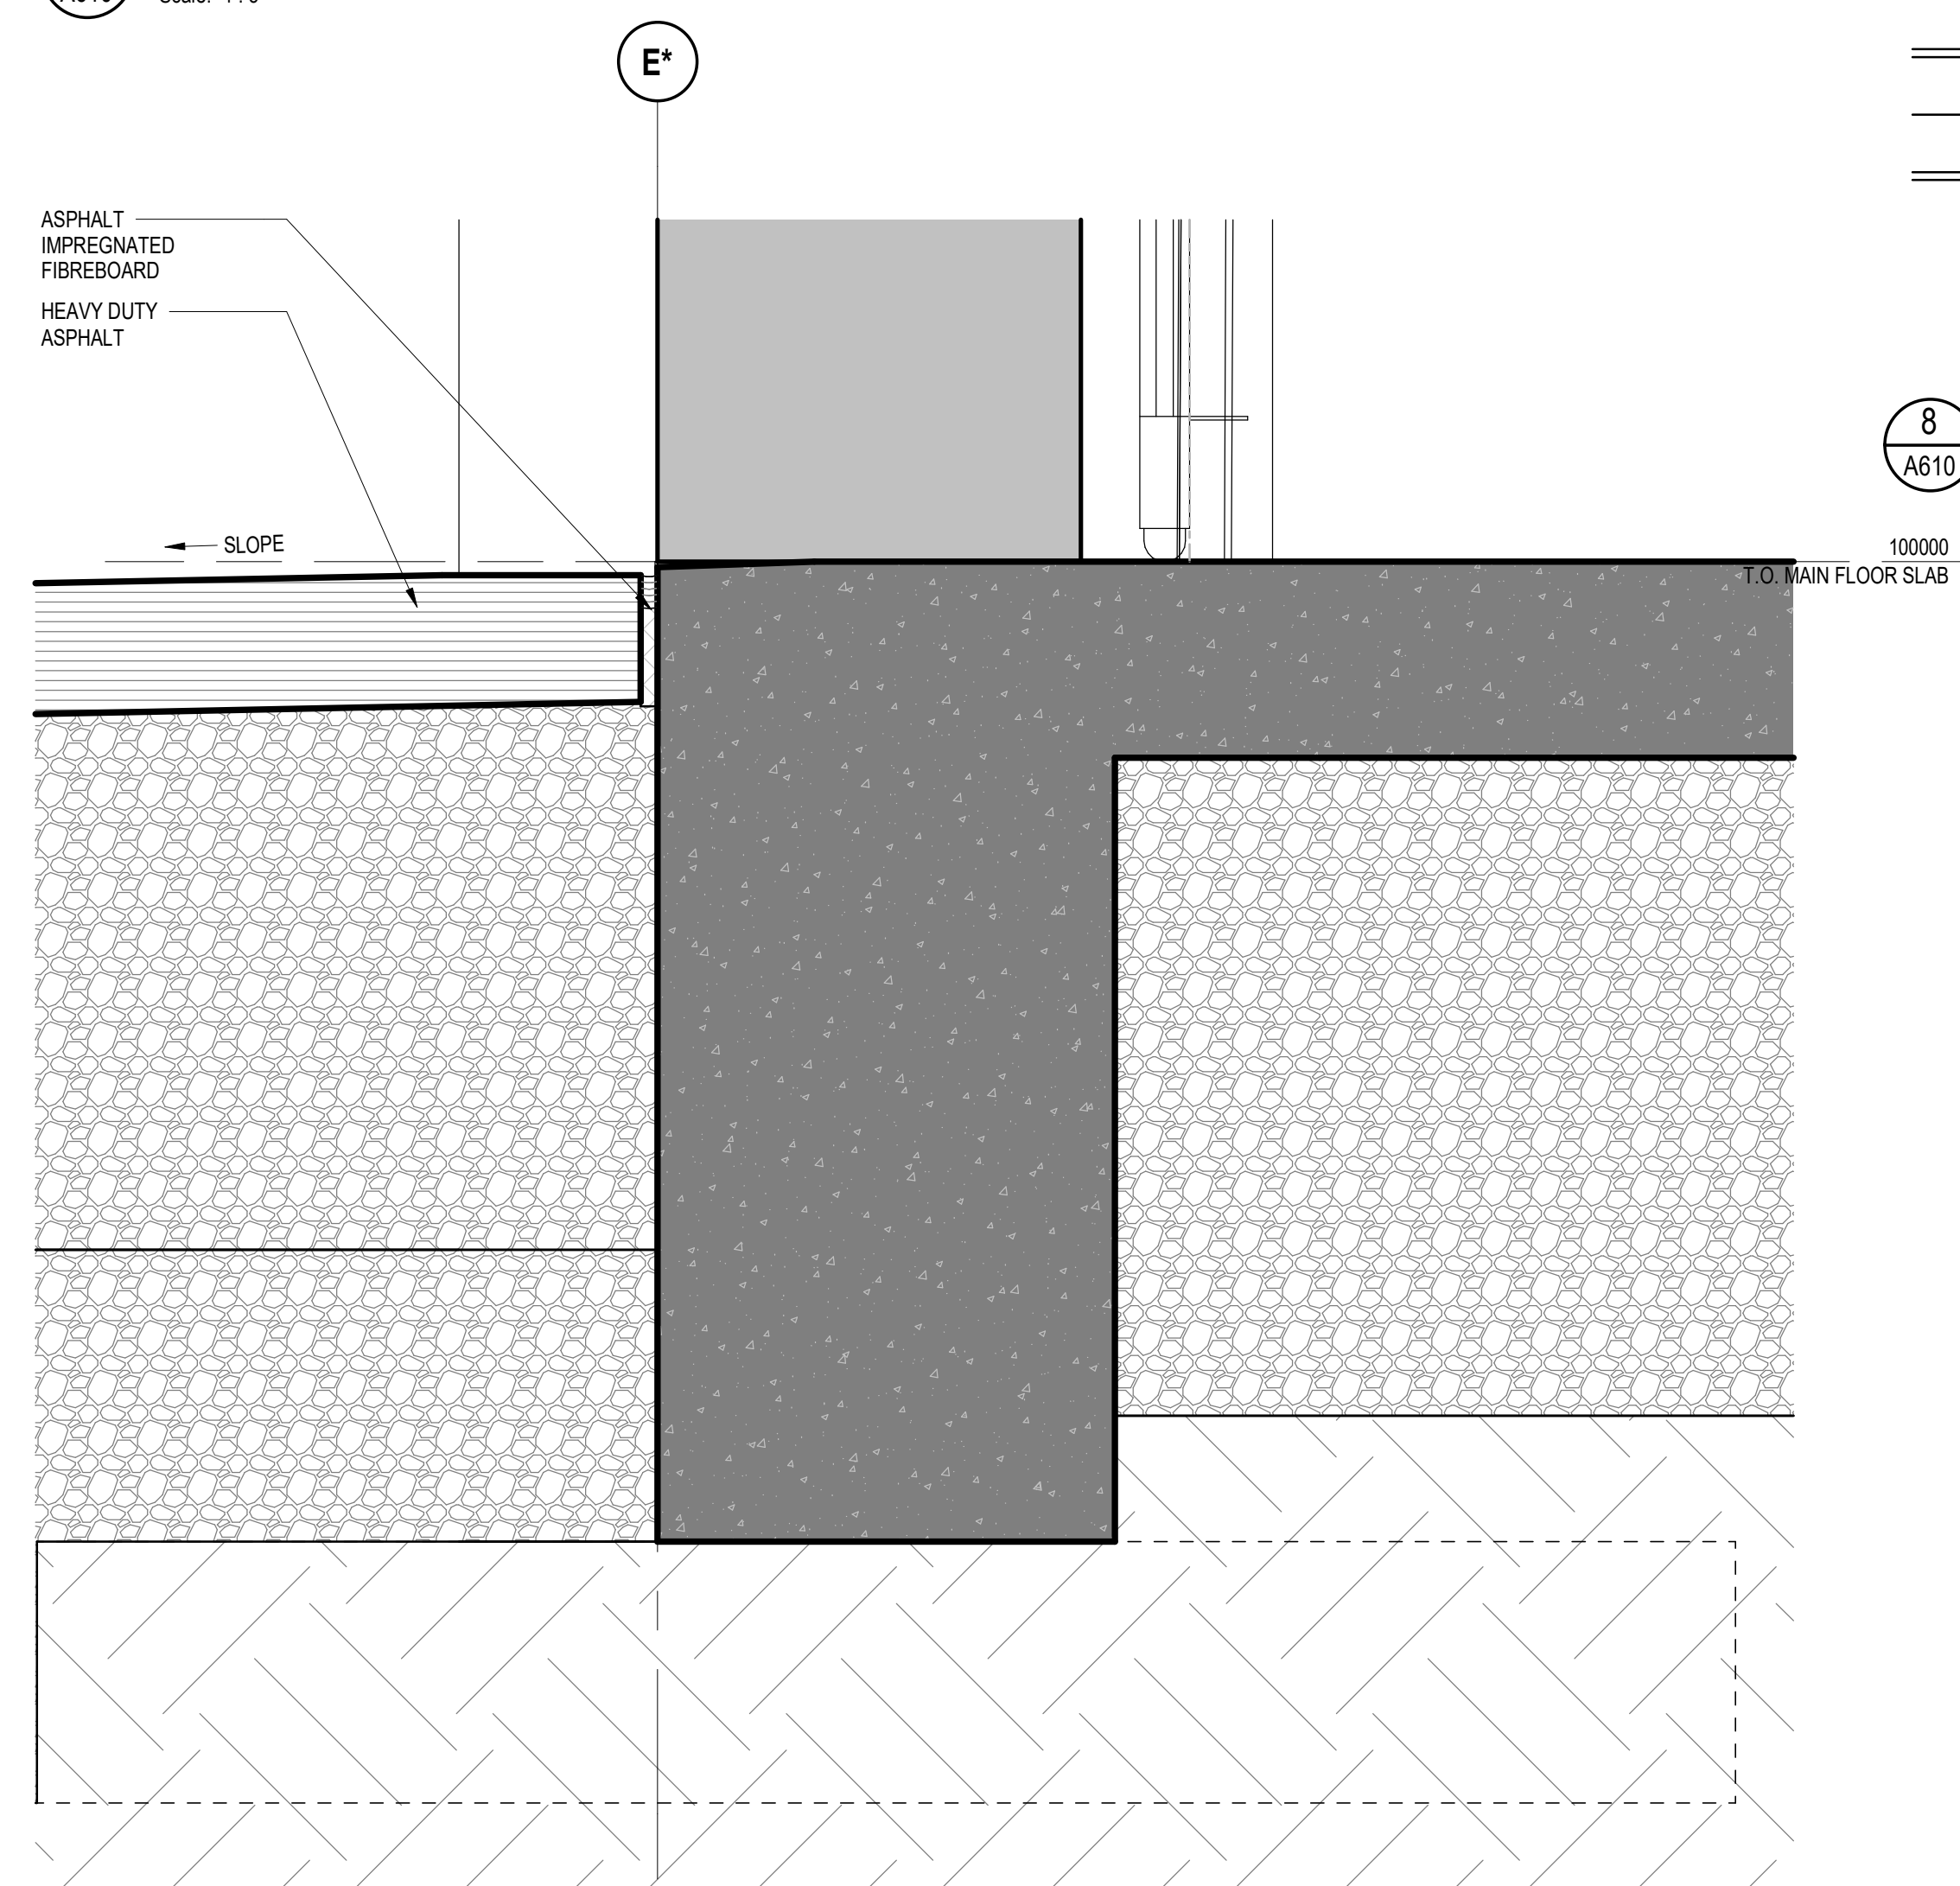 E*
ASPHALT
IMPREGNATED
FIBREBOARD
HEAVY DUTY
ASPHALT
8
A610
SLOPE
100000
T.O. MAIN FLOOR SLAB